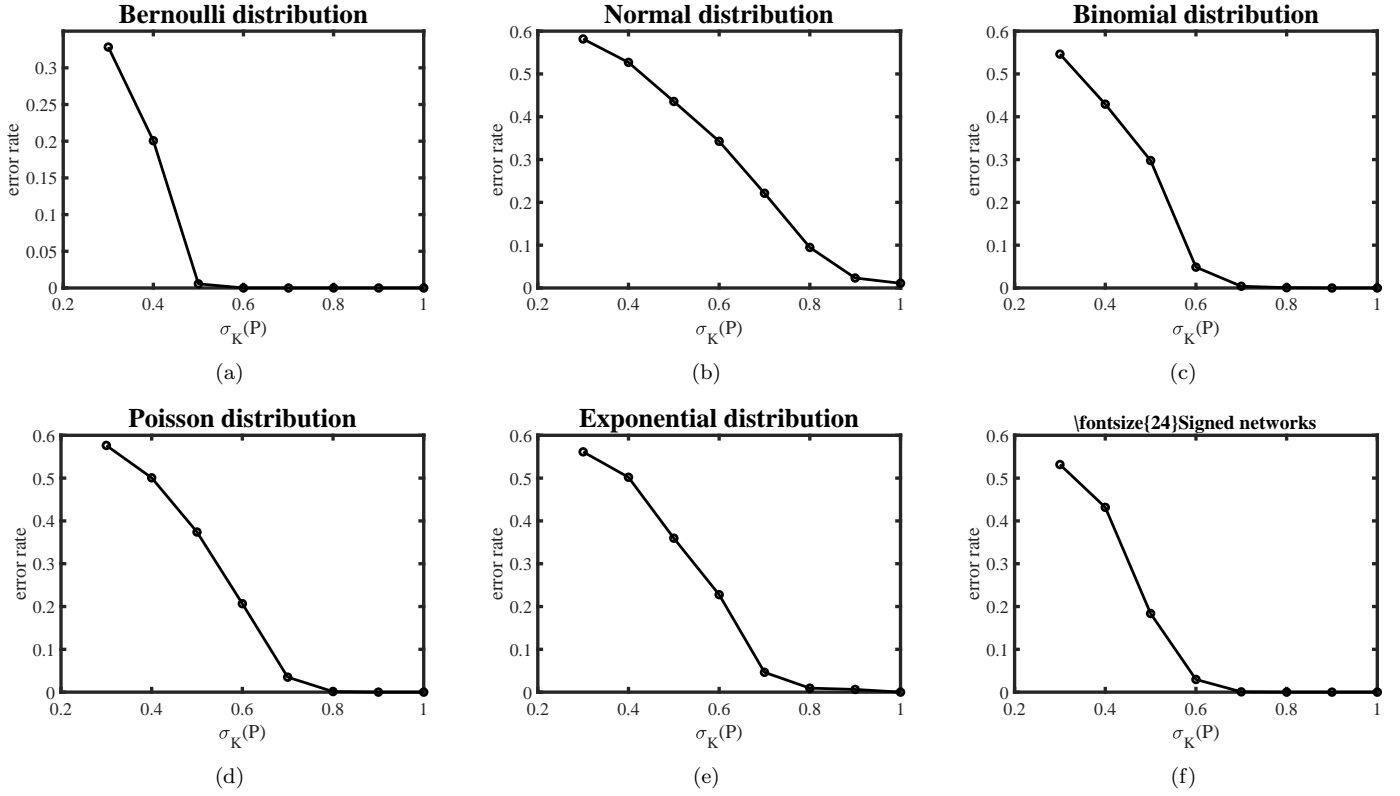 Bernoulli distribution
0.3
0.25
0.2
0.15
0.1
0.05
0
error rate
0.2 0.4 0.6 0.8 1
σ_K(P)
(a)
Normal distribution
0.6
0.5
0.4
0.3
0.2
0.1
0
error rate
0.2 0.4 0.6 0.8 1
σ_K(P)
(b)
Binomial distribution
0.6
0.5
0.4
0.3
0.2
0.1
0
error rate
0.2 0.4 0.6 0.8 1
σ_K(P)
(c)
Poisson distribution
0.6
0.5
0.4
0.3
0.2
0.1
0
error rate
0.2 0.4 0.6 0.8 1
σ_K(P)
(d)
Exponential distribution
0.6
0.5
0.4
0.3
0.2
0.1
0
error rate
0.2 0.4 0.6 0.8 1
σ_K(P)
(e)
\fontsize{24}Signed networks
0.6
0.5
0.4
0.3
0.2
0.1
0
error rate
0.2 0.4 0.6 0.8 1
σ_K(P)
(f)